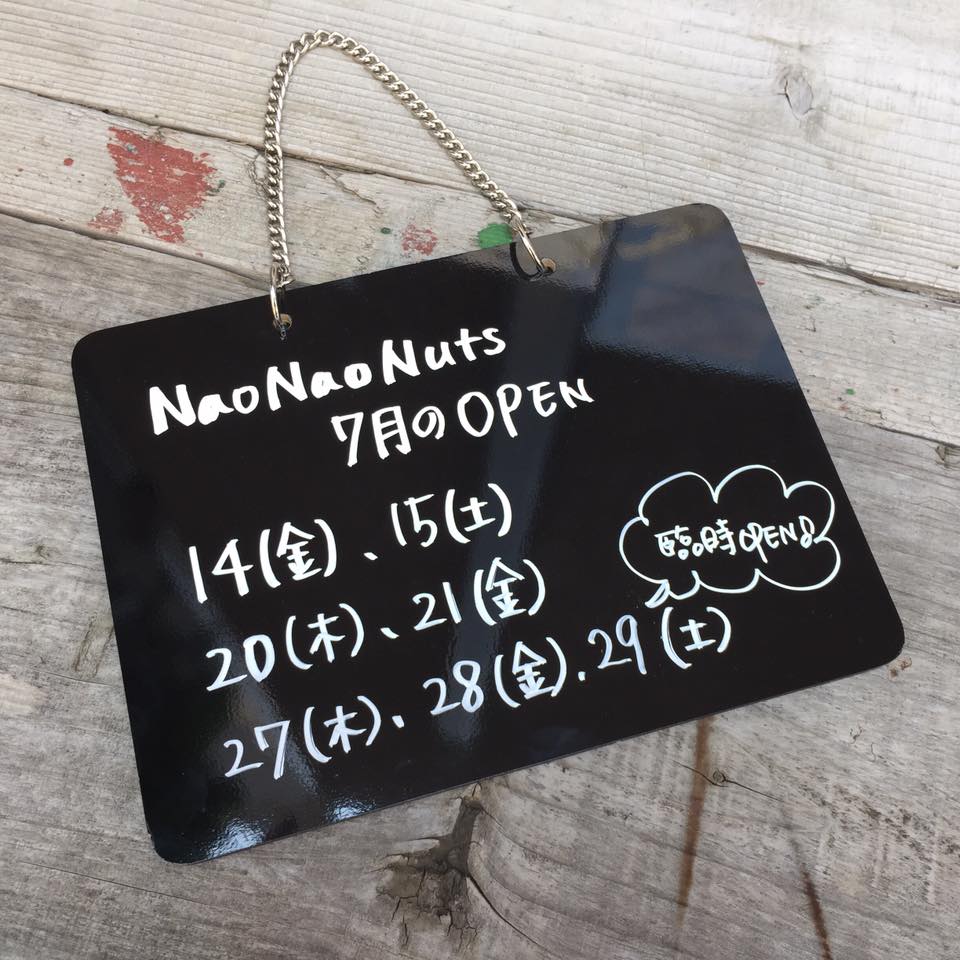 NaoNaoNuts
7月のOPEN
14(金)、15(土)
20(木)、21(金)
臨時OPEN!!
27(木)、28(金).29(土)